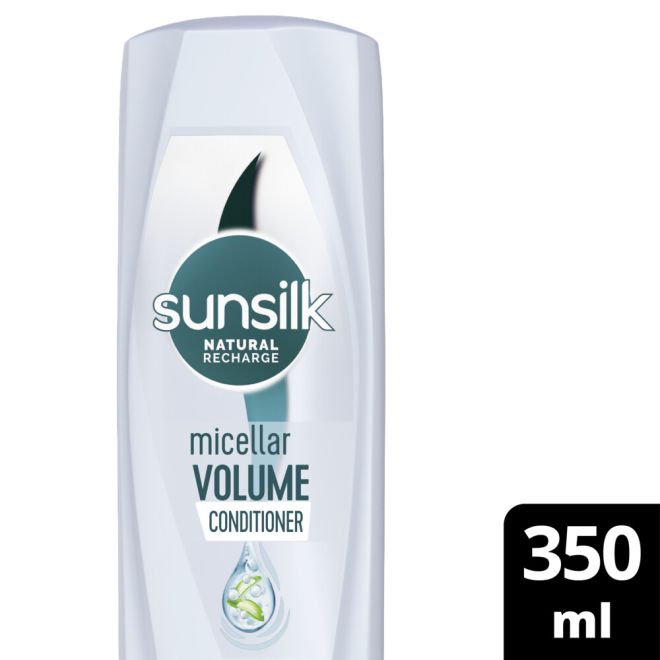 sunsilk
NATURAL
RECHARGE
micellar
VOLUME
CONDITIONER
350
ml